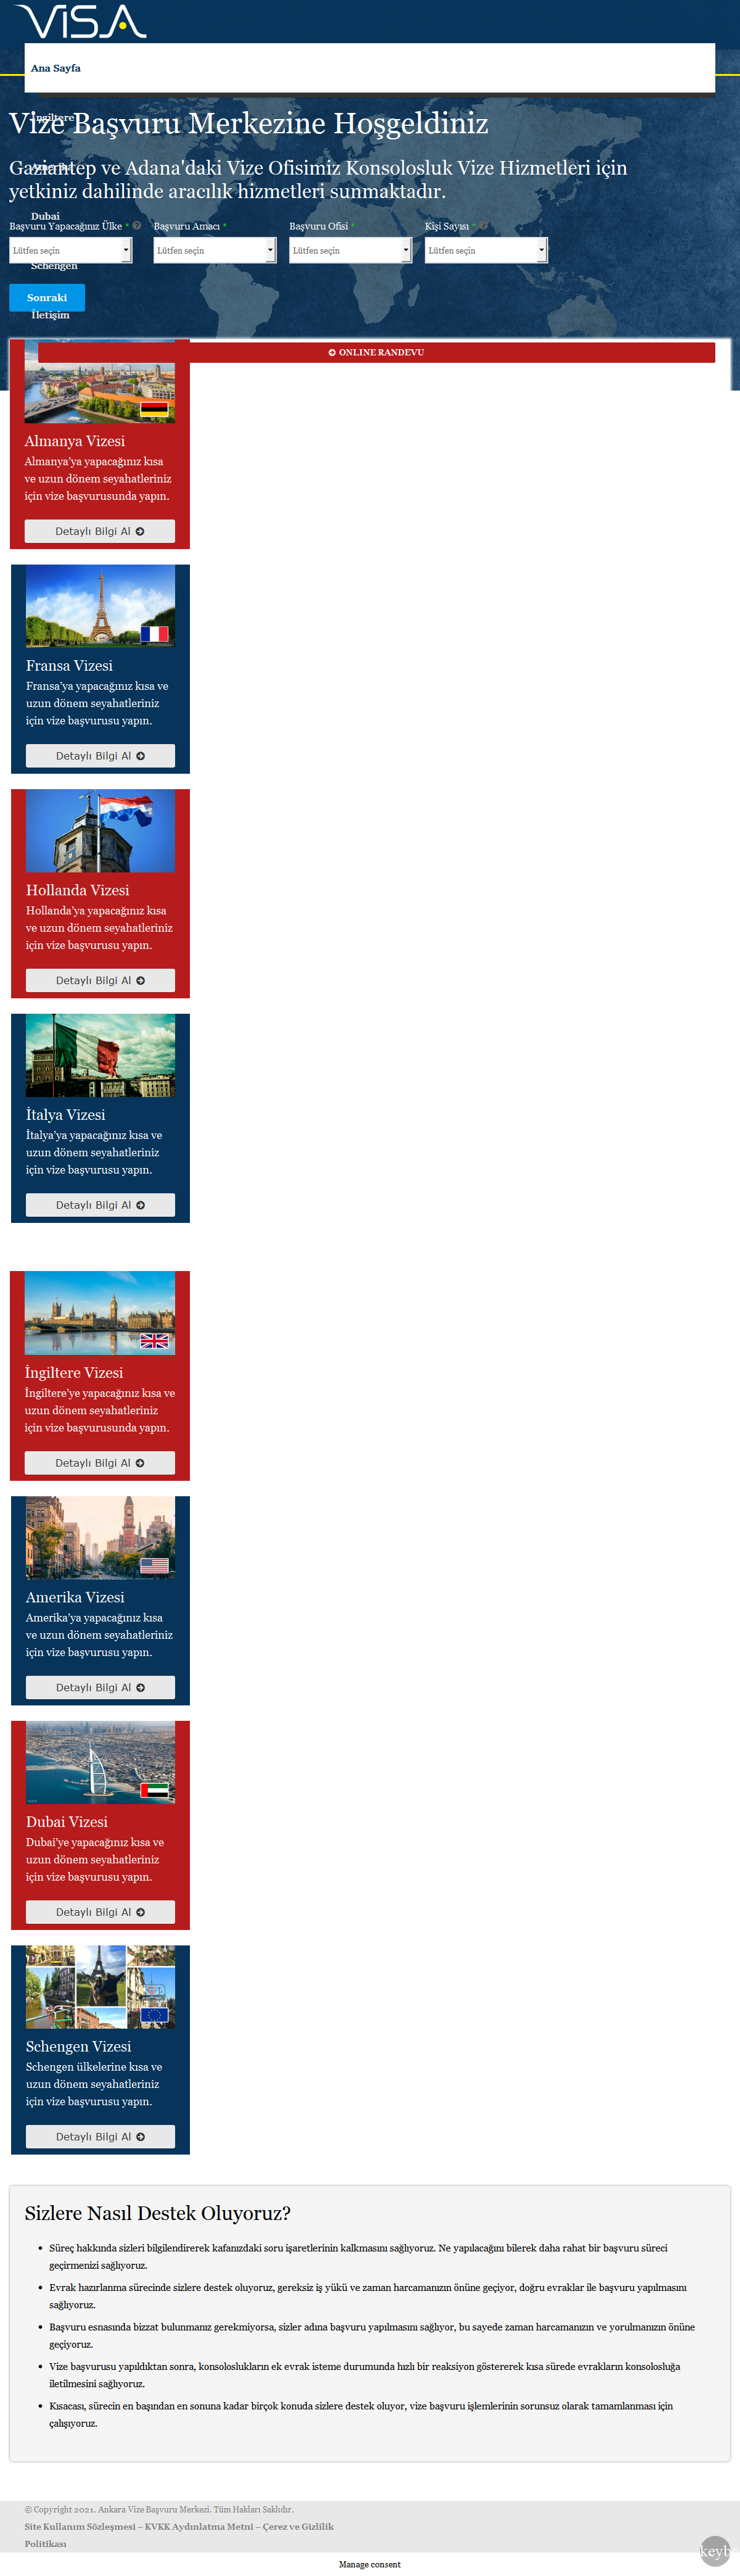 VISA
Ana Sayfa
İngiltere
Vize Başvuru Merkezine Hoşgeldiniz
Amerika
Gaziantep ve Adana'daki Vize Ofisimiz Konsolosluk Vize Hizmetleri için
yetkiniz dahilinde aracılık hizmetleri sunmaktadır.
Dubai
Başvuru Yapacağınız Ülke * Başvuru Amacı * Başvuru Ofisi * Kişi Sayısı *
Lütfen seçin Lütfen seçin Lütfen seçin Lütfen seçin
Schengen
Sonraki
İletişim
ONLINE RANDEVU
Almanya Vizesi
Almanya'ya yapacağınız kısa
ve uzun dönem seyahatleriniz
için vize başvurusunda yapın.
Detaylı Bilgi Al
Fransa Vizesi
Fransa'ya yapacağınız kısa ve
uzun dönem seyahatleriniz
için vize başvurusu yapın.
Detaylı Bilgi Al
Hollanda Vizesi
Hollanda'ya yapacağınız kısa
ve uzun dönem seyahatleriniz
için vize başvurusu yapın.
Detaylı Bilgi Al
İtalya Vizesi
İtalya'ya yapacağınız kısa ve
uzun dönem seyahatleriniz
için vize başvurusu yapın.
Detaylı Bilgi Al
İngiltere Vizesi
İngiltere'ye yapacağınız kısa ve
uzun dönem seyahatleriniz
için vize başvurusunda yapın.
Detaylı Bilgi Al
Amerika Vizesi
Amerika'ya yapacağınız kısa
ve uzun dönem seyahatleriniz
için vize başvurusu yapın.
Detaylı Bilgi Al
Dubai Vizesi
Dubai'ye yapacağınız kısa ve
uzun dönem seyahatleriniz
için vize başvurusu yapın.
Detaylı Bilgi Al
Schengen Vizesi
Schengen ülkelerine kısa ve
uzun dönem seyahatleriniz
için vize başvurusu yapın.
Detaylı Bilgi Al
Sizlere Nasıl Destek Oluyoruz?
• Süreç hakkında sizleri bilgilendirerek kafanızdaki soru işaretlerinin kalkmasını sağlıyoruz. Ne yapılacağını bilerek daha rahat bir başvuru süreci
geçirmenizi sağlıyoruz.
• Evrak hazırlanma sürecinde sizlere destek oluyoruz, gereksiz iş yükü ve zaman harcamanızın önüne geçiyor, doğru evraklar ile başvuru yapılmasını
sağlıyoruz.
• Başvuru esnasında bizzat bulunmanız gerekmiyorsa, sizler adına başvuru yapılmasını sağlıyor, bu sayede zaman harcamanızın ve yorulmanızın önüne
geçiyoruz.
• Vize başvurusu yapıldıktan sonra, konsoloslukların ek evrak isteme durumunda hızlı bir reaksiyon göstererek kısa sürede evrakların konsolosluğa
iletilmesini sağlıyoruz.
• Kısacası, sürecin en başından en sonuna kadar birçok konuda sizlere destek oluyor, vize başvuru işlemlerinin sorunsuz olarak tamamlanması için
çalışıyoruz.
© Copyright 2021. Ankara Vize Başvuru Merkezi. Tüm Hakları Saklıdır.
Site Kullanım Sözleşmesi – KVKK Aydınlatma Metni – Çerez ve Gizlilik
Politikası
keybo
Manage consent